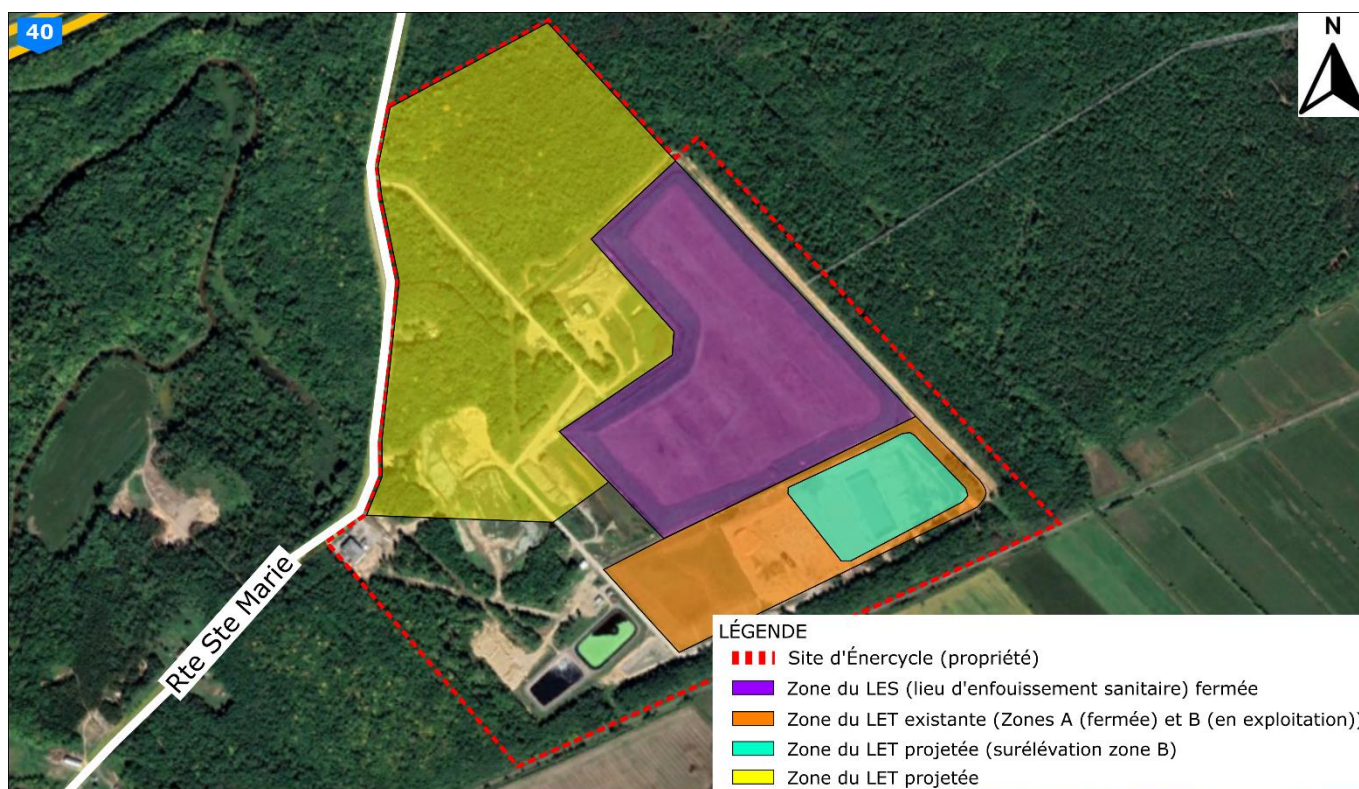 40
N
Rte Ste Marie
LÉGENDE
Site d'Énercycle (propriété)
Zone du LES (lieu d'enfouissement sanitaire) fermée
Zone du LET existante (Zones A (fermée) et B (en exploitation))
Zone du LET projetée (surélévation zone B)
Zone du LET projetée